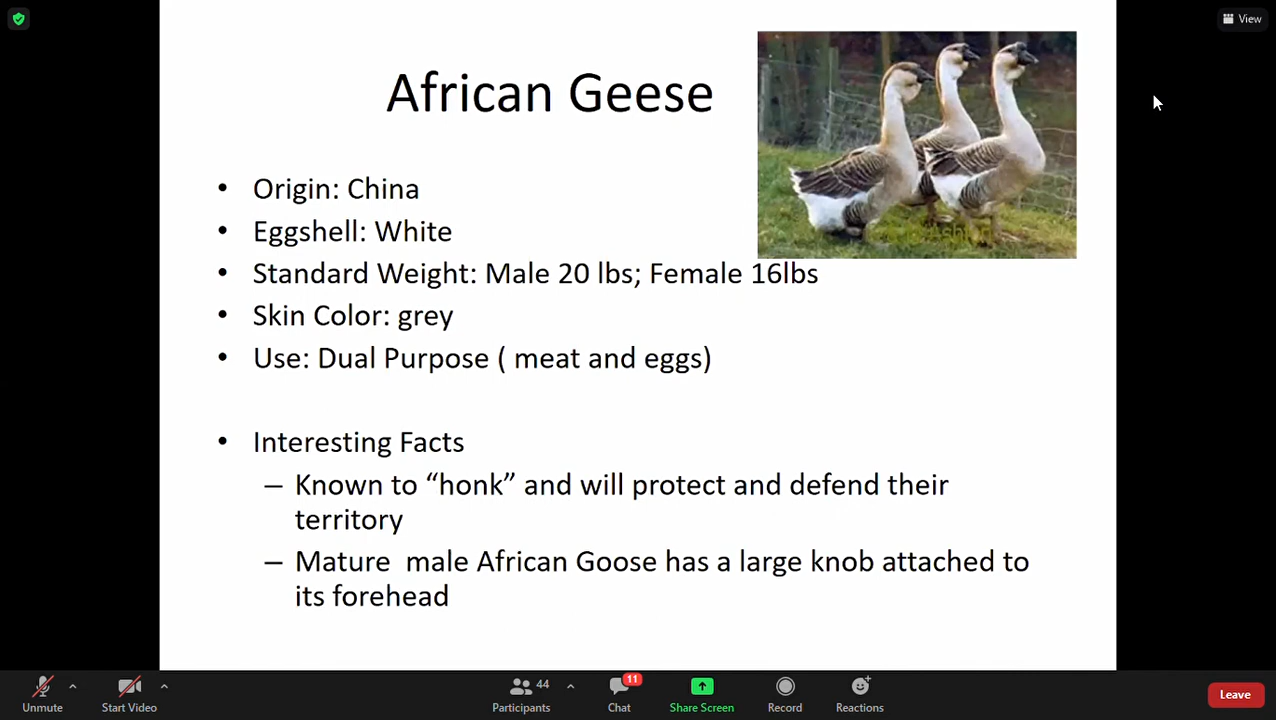 View
African Geese
• Origin: China
• Eggshell: White
• Standard Weight: Male 20 lbs; Female 16lbs
• Skin Color: grey
• Use: Dual Purpose ( meat and eggs)
• Interesting Facts
– Known to “honk” and will protect and defend their
territory
– Mature  male African Goose has a large knob attached to
its forehead
Unmute
Start Video
44
Participants
11
Chat
Share Screen
Record
Reactions
Leave